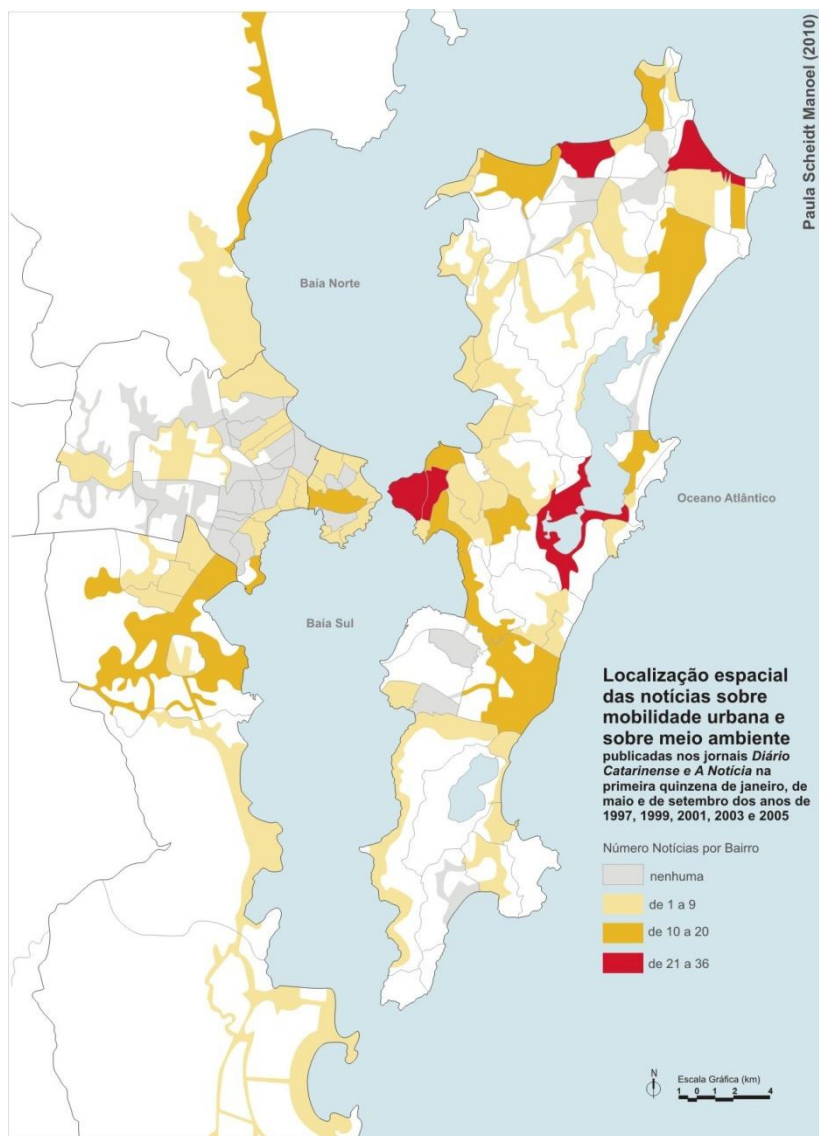 Paula Scheidt Manoel (2010)
Baía Norte
Oceano Atlântico
Baía Sul
Localização espacial
das notícias sobre
mobilidade urbana e
sobre meio ambiente
publicadas nos jornais Diário
Catarinense e A Notícia na
primeira quinzena de janeiro, de
maio e de setembro dos anos de
1997, 1999, 2001, 2003 e 2005
Número Notícias por Bairro
nenhuma
de 1 a 9
de 10 a 20
de 21 a 36
N
Escala Gráfica (km)
1 0 1 2 4